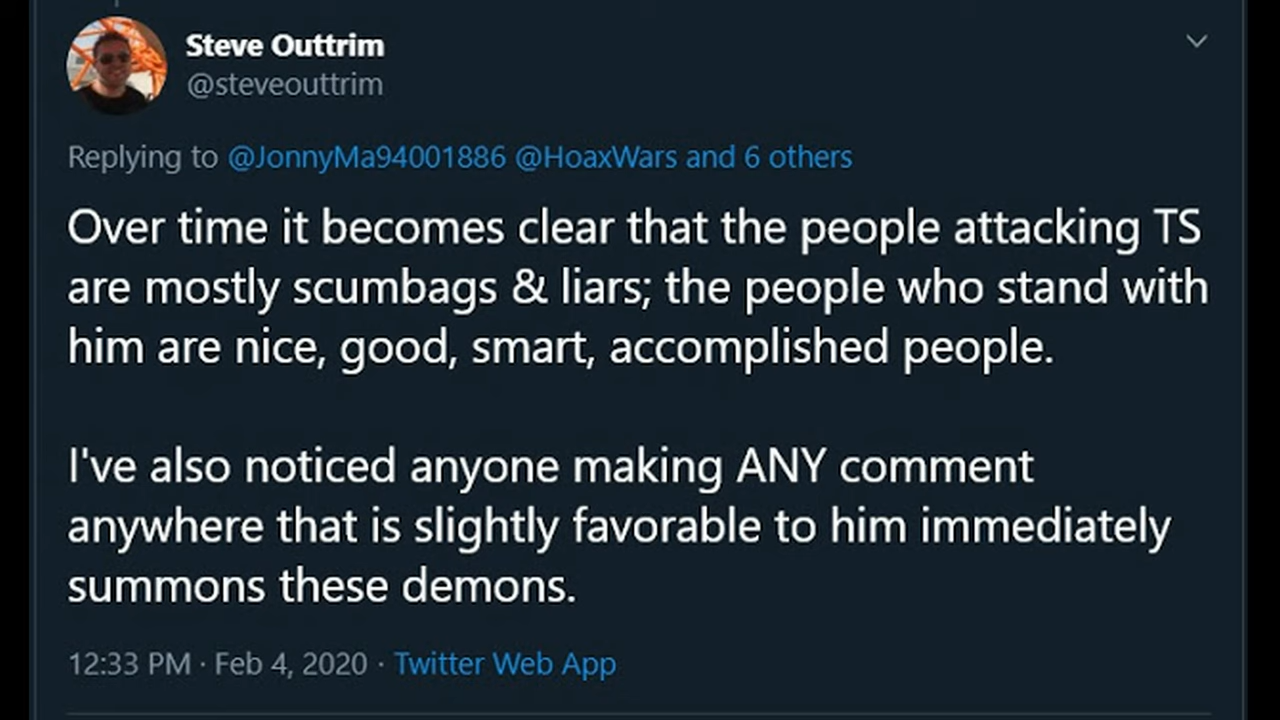 Steve Outtrim
@steveouttrim
Replying to @JonnyMa94001886 @HoaxWars and 6 others
Over time it becomes clear that the people attacking TS
are mostly scumbags & liars; the people who stand with
him are nice, good, smart, accomplished people.
I've also noticed anyone making ANY comment
anywhere that is slightly favorable to him immediately
summons these demons.
12:33 PM · Feb 4, 2020 · Twitter Web App